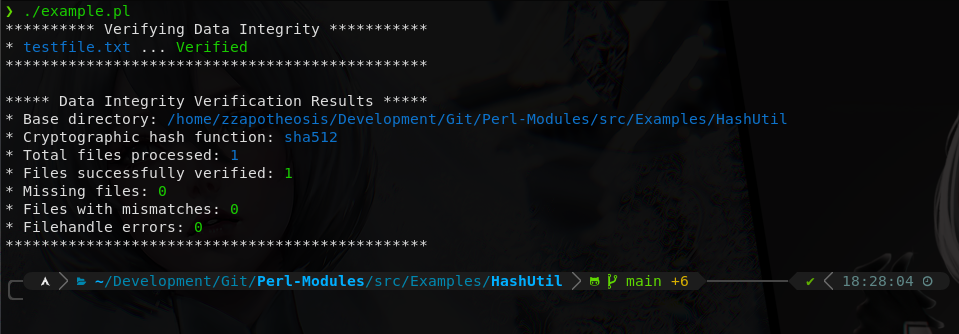 ❯ ./example.pl
********** Verifying Data Integrity ***********
* testfile.txt ... Verified
***********************************************
***** Data Integrity Verification Results *****
* Base directory: /home/zzapotheosis/Development/Git/Perl-Modules/src/Examples/HashUtil
* Cryptographic hash function: sha512
* Total files processed: 1
* Files successfully verified: 1
* Missing files: 0
* Files with mismatches: 0
* Filehandle errors: 0
***********************************************
~/Development/Git/Perl-Modules/src/Examples/HashUtil main +6 ✔ 18:28:04